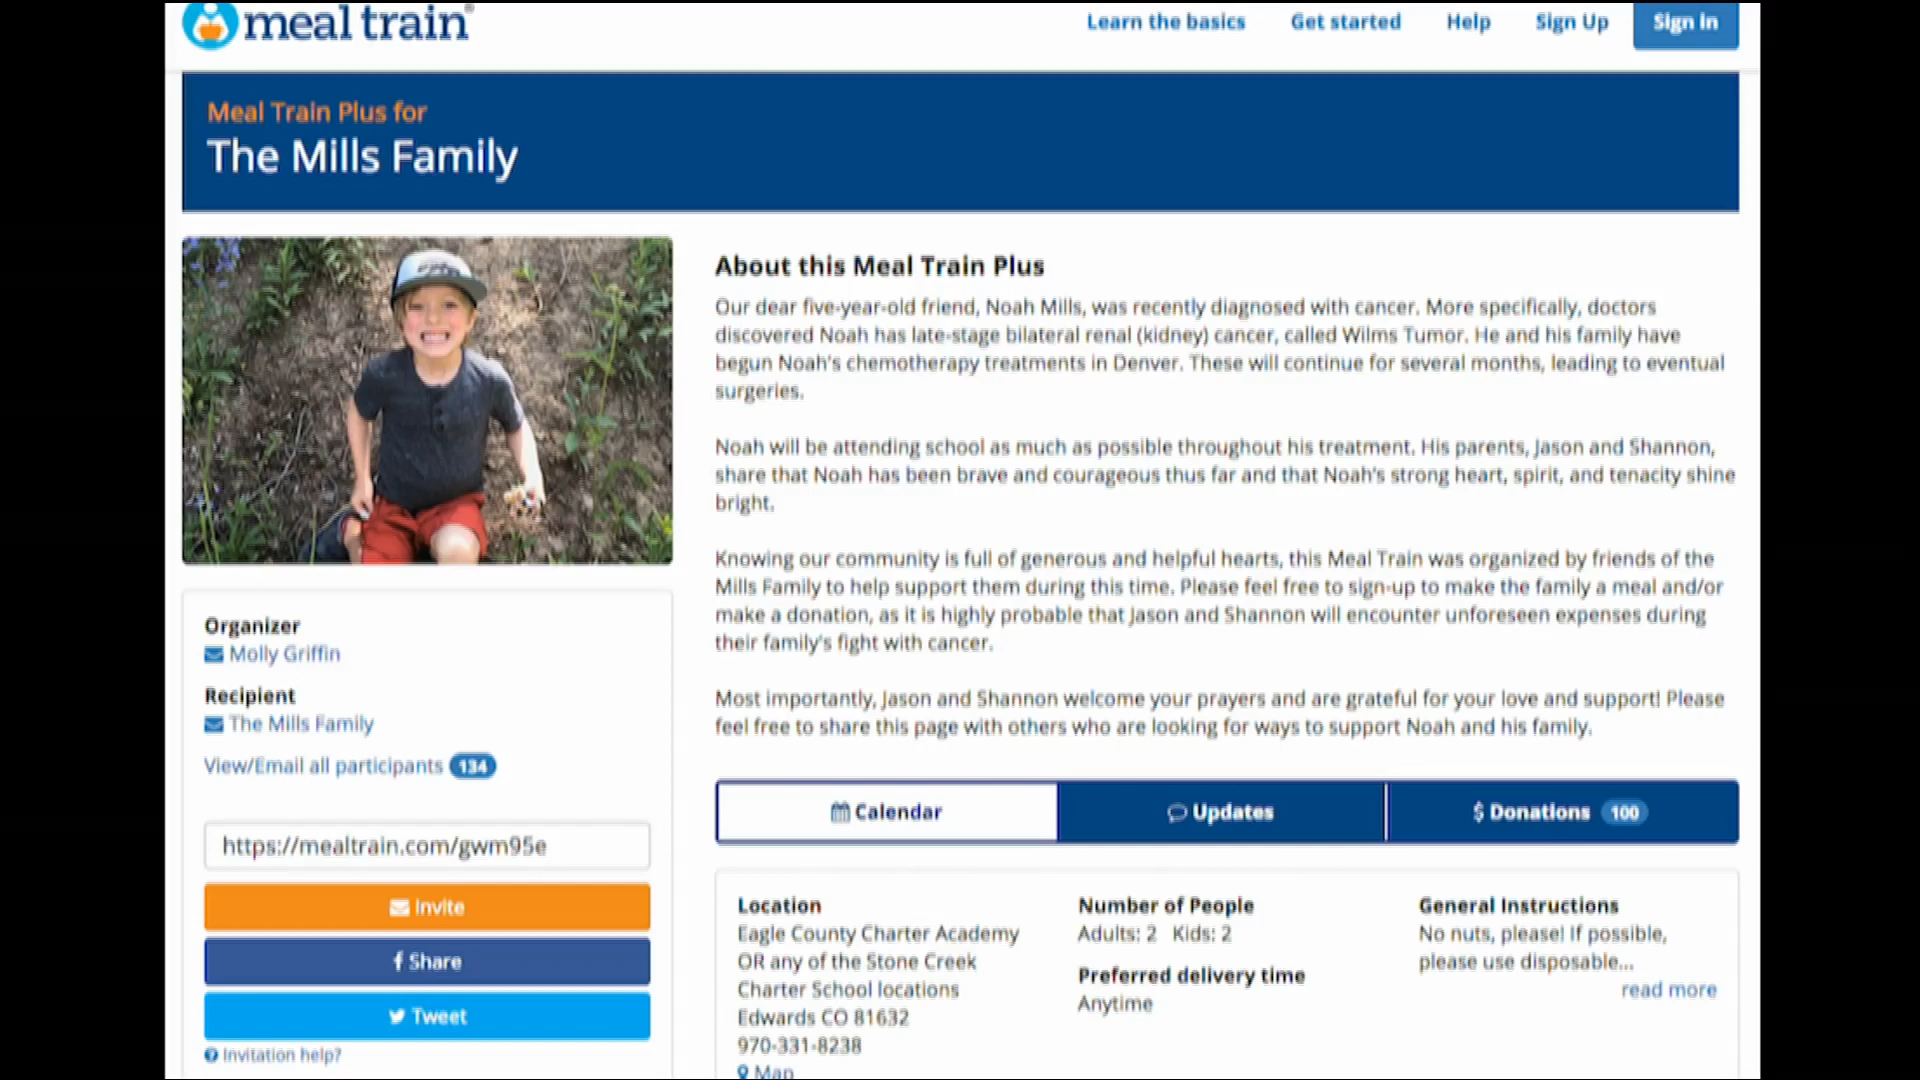 meal train®
Learn the basics
Get started
Help
Sign Up
Sign in
Meal Train Plus for
The Mills Family
About this Meal Train Plus
Our dear five-year-old friend, Noah Mills, was recently diagnosed with cancer. More specifically, doctors
discovered Noah has late-stage bilateral renal (kidney) cancer, called Wilms Tumor. He and his family have
begun Noah's chemotherapy treatments in Denver. These will continue for several months, leading to eventual
surgeries.
Noah will be attending school as much as possible throughout his treatment. His parents, Jason and Shannon,
share that Noah has been brave and courageous thus far and that Noah's strong heart, spirit, and tenacity shine
bright.
Knowing our community is full of generous and helpful hearts, this Meal Train was organized by friends of the
Mills Family to help support them during this time. Please feel free to sign-up to make the family a meal and/or
make a donation, as it is highly probable that Jason and Shannon will encounter unforeseen expenses during
their family's fight with cancer.
Most importantly, Jason and Shannon welcome your prayers and are grateful for your love and support! Please
feel free to share this page with others who are looking for ways to support Noah and his family.
Organizer
Molly Griffin
Recipient
The Mills Family
View/Email all participants 134
https://mealtrain.com/gwm95e
Invite
Share
Tweet
Invitation help?
Calendar
Updates
$ Donations 100
Location
Eagle County Charter Academy
OR any of the Stone Creek
Charter School locations
Edwards CO 81632
970-331-8238
Map
Number of People
Adults: 2 Kids: 2
Preferred delivery time
Anytime
General Instructions
No nuts, please! If possible,
please use disposable...
read more